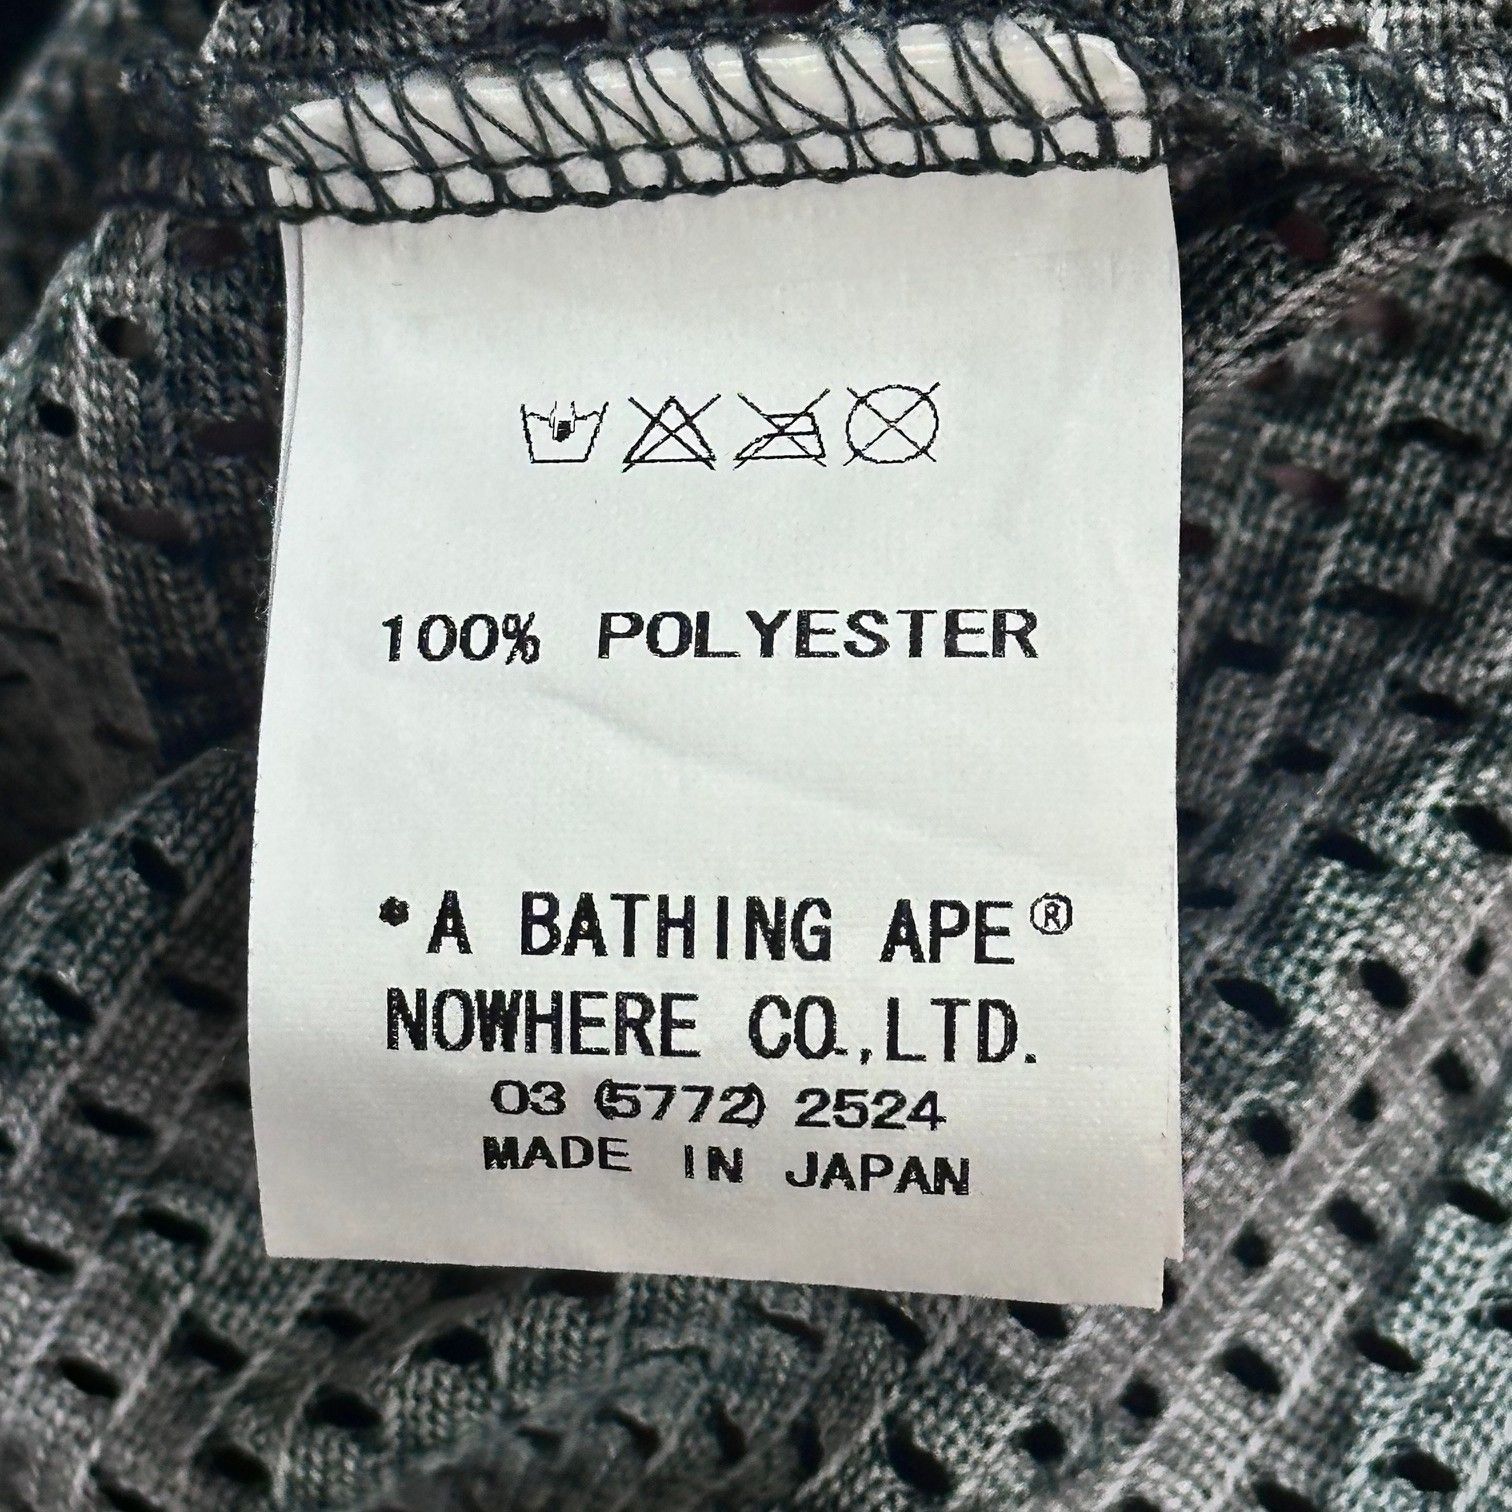 100% POLYESTER
•A BATHING APE®
NOWHERE CO.,LTD.
03 (5772) 2524
MADE IN JAPAN